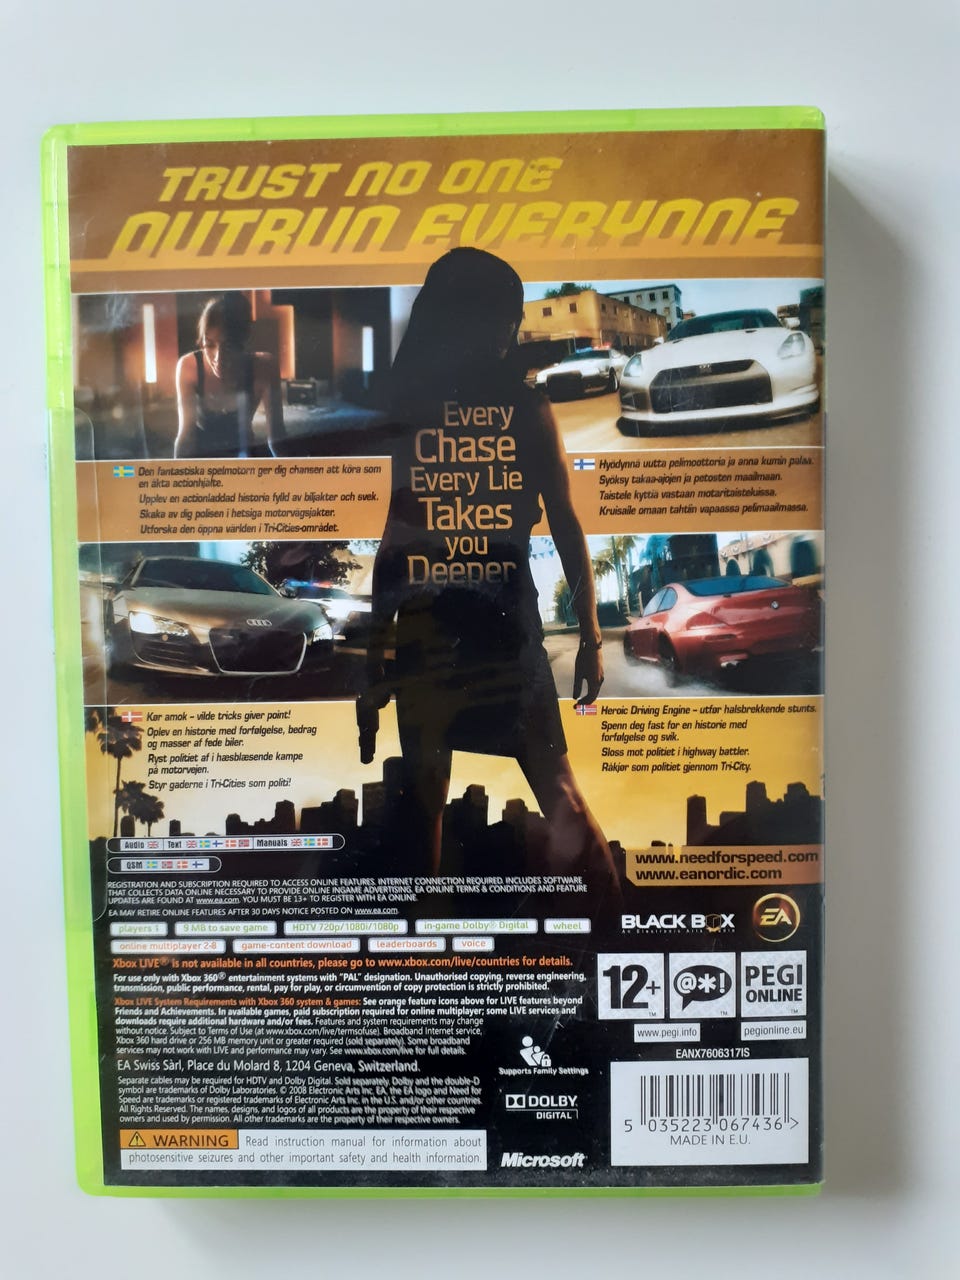 TRUST NO ONE
OUTRUN EVERYONE
Every
Chase
Every Lie
Takes
you
Deeper
Den fantastiska spelmotorn ger dig chansen att köra som
en äkta actionhjälte.
Upplev en actionladdad historia fylld av biljakter och svek.
Skaka av dig polisen i hetsiga motorvägsjakter.
Utforska den öppna världen i Tri-Cities-området.
Hyödynnä uutta pelimoottoria ja anna kumin palaa.
Syöksy takaa-ajojen ja petosten maailmaan.
Taistele kyttiä vastaan motaritaisteluissa.
Kruisaile omaan tahtiin vapaassa pelimaailmassa.
Kør amok – vilde tricks giver point!
Oplev en historie med forfølgelse, bedrag
og masser af fede biler.
Ryst politiet af i hæsblæsende kampe
på motorvejen.
Styr gaderne i Tri-Cities som politi!
Heroic Driving Engine – utfør halsbrekkende stunts.
Spenn deg fast for en historie med
forfølgelse og svik.
Sloss mot politiet i highway battler.
Råkjør som politiet gjennom Tri-City.
Audio Text Manuals
GSM
www.needforspeed.com
www.eanordic.com
REGISTRATION AND SUBSCRIPTION REQUIRED TO ACCESS ONLINE FEATURES. INTERNET CONNECTION REQUIRED. INCLUDES SOFTWARE
THAT COLLECTS DATA ONLINE NECESSARY TO PROVIDE ONLINE INGAME ADVERTISING. EA ONLINE TERMS & CONDITIONS AND FEATURE
UPDATES ARE FOUND AT www.ea.com. YOU MUST BE 13+ TO REGISTER WITH EA ONLINE.
EA MAY RETIRE ONLINE FEATURES AFTER 30 DAYS NOTICE POSTED ON www.ea.com.
players 1 9 MB to save game HDTV 720p/1080i/1080p in-game Dolby® Digital wheel
online multiplayer 2-8 game-content download leaderboards voice
BLACK BOX
An Electronic Arts Studio
EA
Xbox LIVE® is not available in all countries, please go to www.xbox.com/live/countries for details.
For use only with Xbox 360® entertainment systems with "PAL" designation. Unauthorised copying, reverse engineering,
transmission, public performance, rental, pay for play, or circumvention of copy protection is strictly prohibited.
Xbox LIVE System Requirements with Xbox 360 system & games: See orange feature icons above for LIVE features beyond
Friends and Achievements. In available games, paid subscription required for online multiplayer; some LIVE services and
downloads require additional hardware and/or fees. Features and system requirements may change
without notice. Subject to Terms of Use (at www.xbox.com/live/termsofuse). Broadband Internet service,
Xbox 360 hard drive or 256 MB memory unit or greater required (sold separately). Some broadband
services may not work with LIVE and performance may vary. See www.xbox.com/live for full details.
12+ @*! PEGI
ONLINE
www.pegi.info pegionline.eu
EANX7606317IS
Supports Family Settings
EA Swiss Sàrl, Place du Molard 8, 1204 Geneva, Switzerland.
Separate cables may be required for HDTV and Dolby Digital. Sold separately. Dolby and the double-D
symbol are trademarks of Dolby Laboratories. © 2008 Electronic Arts Inc. EA, the EA logo and Need for
Speed are trademarks or registered trademarks of Electronic Arts Inc. in the U.S. and/or other countries.
All Rights Reserved. The names, designs, and logos of all products are the property of their respective
owners and used by permission. All other trademarks are the property of their respective owners.
DOLBY
DIGITAL
5 035223 067436 >
MADE IN E.U.
WARNING Read instruction manual for information about
photosensitive seizures and other important safety and health information.
Microsoft®